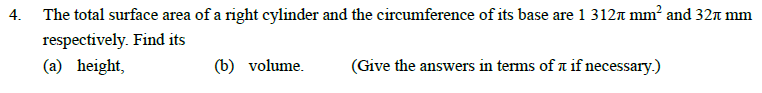 4. The total surface area of a right cylinder and the circumference of its base are 1 312π mm² and 32π mm
respectively. Find its
(a) height, (b) volume. (Give the answers in terms of π if necessary.)